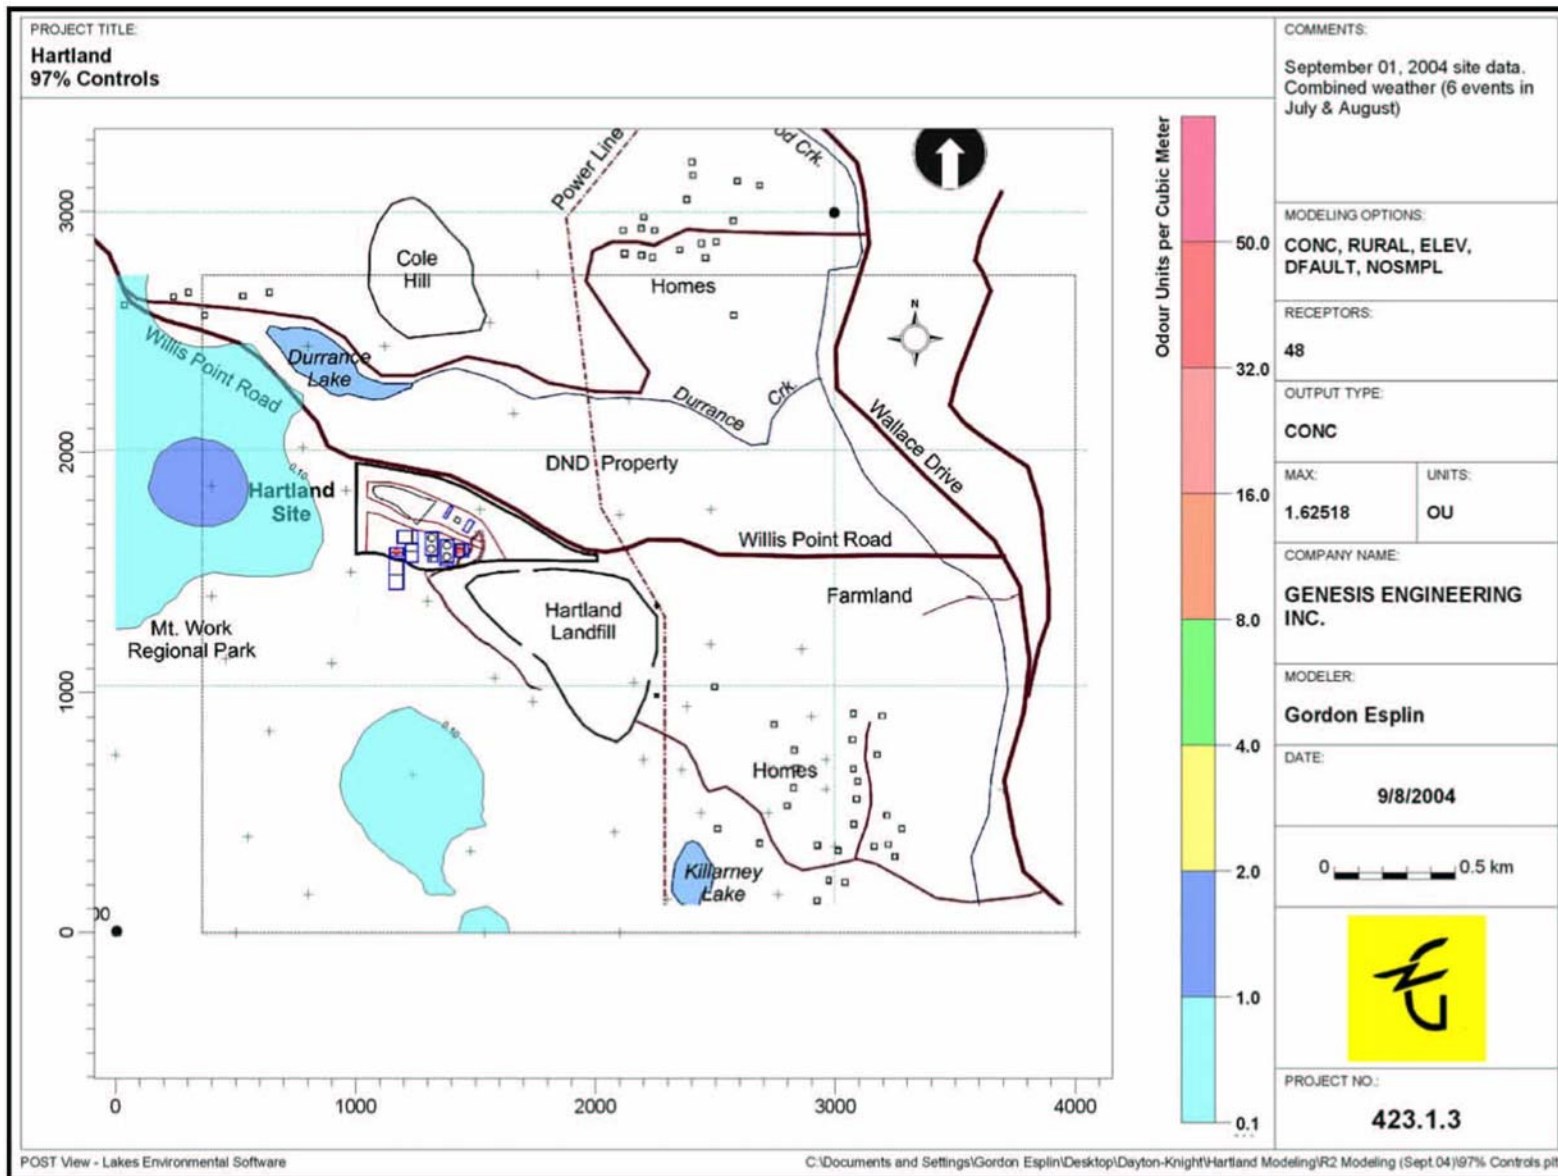 PROJECT TITLE:
Hartland
97% Controls
COMMENTS:
September 01, 2004 site data.
Combined weather (6 events in
July & August)
MODELING OPTIONS:
CONC, RURAL, ELEV,
DFAULT, NOSMPL
RECEPTORS:
48
OUTPUT TYPE:
CONC
MAX:
1.62518
UNITS:
OU
COMPANY NAME:
GENESIS ENGINEERING
INC.
MODELER:
Gordon Esplin
DATE:
9/8/2004
0 0.5 km
PROJECT NO.:
423.1.3
Odour Units per Cubic Meter
50.0
32.0
16.0
8.0
4.0
2.0
1.0
0.1
Power Line
od Crk.
N
Cole
Hill
Homes
Willis Point Road
Durrance
Lake
Durrance
Crk.
Wallace Drive
DND Property
0.10
Hartland
Site
Willis Point Road
Farmland
Hartland
Landfill
Mt. Work
Regional Park
0.10
Homes
Killarney
Lake
3000
2000
1000
0
00
0
1000
2000
3000
4000
POST View - Lakes Environmental Software
C:\Documents and Settings\Gordon Esplin\Desktop\Dayton-Knight\Hartland Modeling\R2 Modeling (Sept.04)\97% Controls.plt